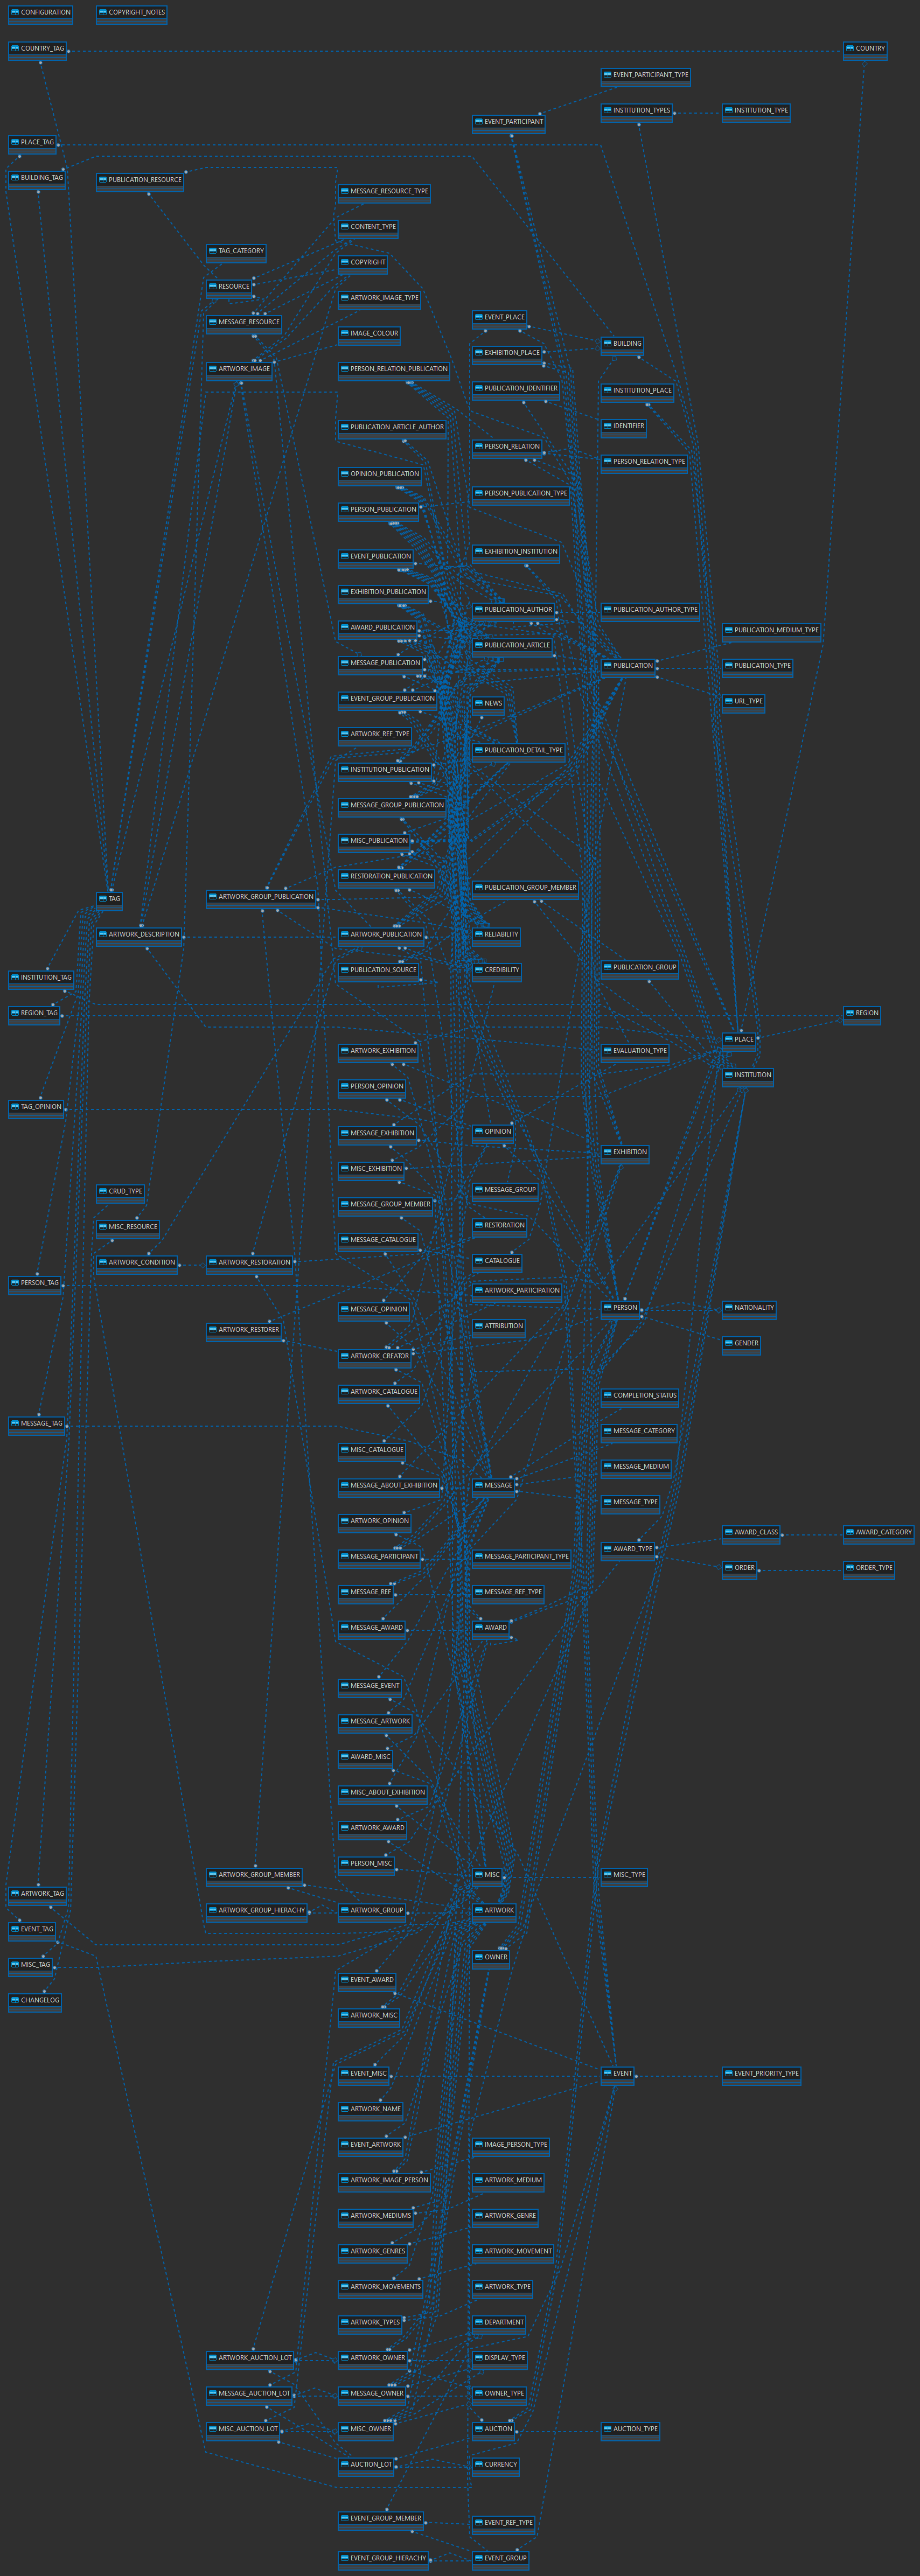 CONFIGURATION
COPYRIGHT_NOTES
COUNTRY_TAG
COUNTRY
EVENT_PARTICIPANT_TYPE
INSTITUTION_TYPES
INSTITUTION_TYPE
EVENT_PARTICIPANT
PLACE_TAG
BUILDING_TAG
PUBLICATION_RESOURCE
MESSAGE_RESOURCE_TYPE
CONTENT_TYPE
TAG_CATEGORY
COPYRIGHT
RESOURCE
ARTWORK_IMAGE_TYPE
EVENT_PLACE
MESSAGE_RESOURCE
IMAGE_COLOUR
BUILDING
EXHIBITION_PLACE
ARTWORK_IMAGE
PERSON_RELATION_PUBLICATION
PUBLICATION_IDENTIFIER
INSTITUTION_PLACE
PUBLICATION_ARTICLE_AUTHOR
IDENTIFIER
PERSON_RELATION
PERSON_RELATION_TYPE
OPINION_PUBLICATION
PERSON_PUBLICATION_TYPE
PERSON_PUBLICATION
EXHIBITION_INSTITUTION
EVENT_PUBLICATION
EXHIBITION_PUBLICATION
PUBLICATION_AUTHOR
PUBLICATION_AUTHOR_TYPE
AWARD_PUBLICATION
PUBLICATION_MEDIUM_TYPE
PUBLICATION_ARTICLE
MESSAGE_PUBLICATION
PUBLICATION
PUBLICATION_TYPE
EVENT_GROUP_PUBLICATION
NEWS
URL_TYPE
ARTWORK_REF_TYPE
PUBLICATION_DETAIL_TYPE
INSTITUTION_PUBLICATION
MESSAGE_GROUP_PUBLICATION
MISC_PUBLICATION
RESTORATION_PUBLICATION
PUBLICATION_GROUP_MEMBER
TAG
ARTWORK_GROUP_PUBLICATION
ARTWORK_DESCRIPTION
ARTWORK_PUBLICATION
RELIABILITY
PUBLICATION_SOURCE
CREDIBILITY
PUBLICATION_GROUP
INSTITUTION_TAG
REGION_TAG
REGION
PLACE
ARTWORK_EXHIBITION
EVALUATION_TYPE
INSTITUTION
PERSON_OPINION
TAG_OPINION
MESSAGE_EXHIBITION
OPINION
EXHIBITION
MISC_EXHIBITION
CRUD_TYPE
MESSAGE_GROUP
MESSAGE_GROUP_MEMBER
MISC_RESOURCE
RESTORATION
MESSAGE_CATALOGUE
ARTWORK_CONDITION
ARTWORK_RESTORATION
CATALOGUE
PERSON_TAG
ARTWORK_PARTICIPATION
MESSAGE_OPINION
PERSON
NATIONALITY
ARTWORK_RESTORER
ATTRIBUTION
GENDER
ARTWORK_CREATOR
ARTWORK_CATALOGUE
COMPLETION_STATUS
MESSAGE_TAG
MESSAGE_CATEGORY
MISC_CATALOGUE
MESSAGE_MEDIUM
MESSAGE_ABOUT_EXHIBITION
MESSAGE
MESSAGE_TYPE
ARTWORK_OPINION
AWARD_CLASS
AWARD_CATEGORY
AWARD_TYPE
MESSAGE_PARTICIPANT
MESSAGE_PARTICIPANT_TYPE
ORDER
ORDER_TYPE
MESSAGE_REF
MESSAGE_REF_TYPE
MESSAGE_AWARD
AWARD
MESSAGE_EVENT
MESSAGE_ARTWORK
AWARD_MISC
MISC_ABOUT_EXHIBITION
ARTWORK_AWARD
PERSON_MISC
ARTWORK_GROUP_MEMBER
MISC
MISC_TYPE
ARTWORK_TAG
ARTWORK_GROUP_HIERACHY
ARTWORK_GROUP
ARTWORK
EVENT_TAG
OWNER
MISC_TAG
EVENT_AWARD
CHANGELOG
ARTWORK_MISC
EVENT_MISC
EVENT
EVENT_PRIORITY_TYPE
ARTWORK_NAME
EVENT_ARTWORK
IMAGE_PERSON_TYPE
ARTWORK_IMAGE_PERSON
ARTWORK_MEDIUM
ARTWORK_MEDIUMS
ARTWORK_GENRE
ARTWORK_GENRES
ARTWORK_MOVEMENT
ARTWORK_MOVEMENTS
ARTWORK_TYPE
ARTWORK_TYPES
DEPARTMENT
ARTWORK_AUCTION_LOT
ARTWORK_OWNER
DISPLAY_TYPE
MESSAGE_AUCTION_LOT
MESSAGE_OWNER
OWNER_TYPE
MISC_AUCTION_LOT
MISC_OWNER
AUCTION
AUCTION_TYPE
AUCTION_LOT
CURRENCY
EVENT_GROUP_MEMBER
EVENT_REF_TYPE
EVENT_GROUP_HIERACHY
EVENT_GROUP